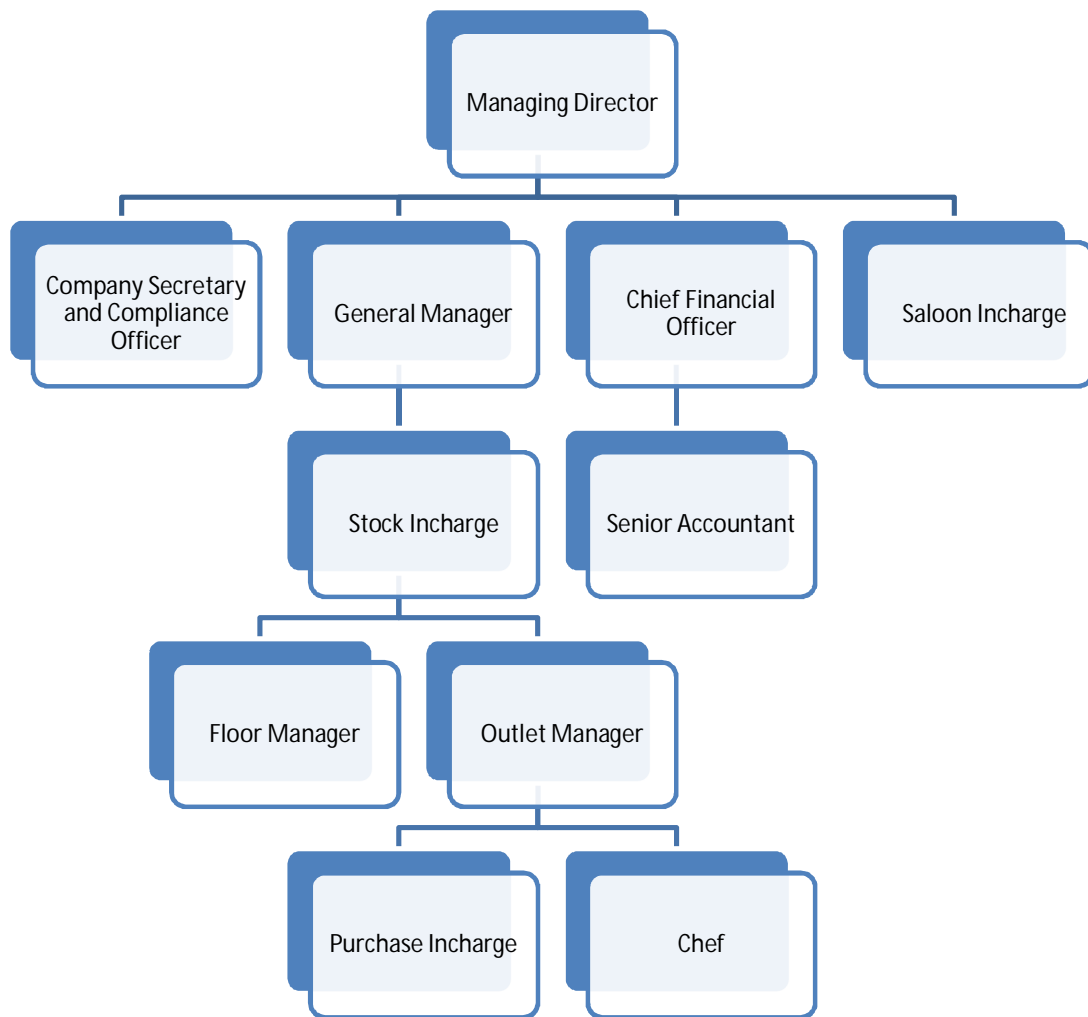 Managing Director
Company Secretary
and Compliance
Officer
General Manager
Chief Financial
Officer
Saloon Incharge
Stock Incharge
Senior Accountant
Floor Manager
Outlet Manager
Purchase Incharge
Chef